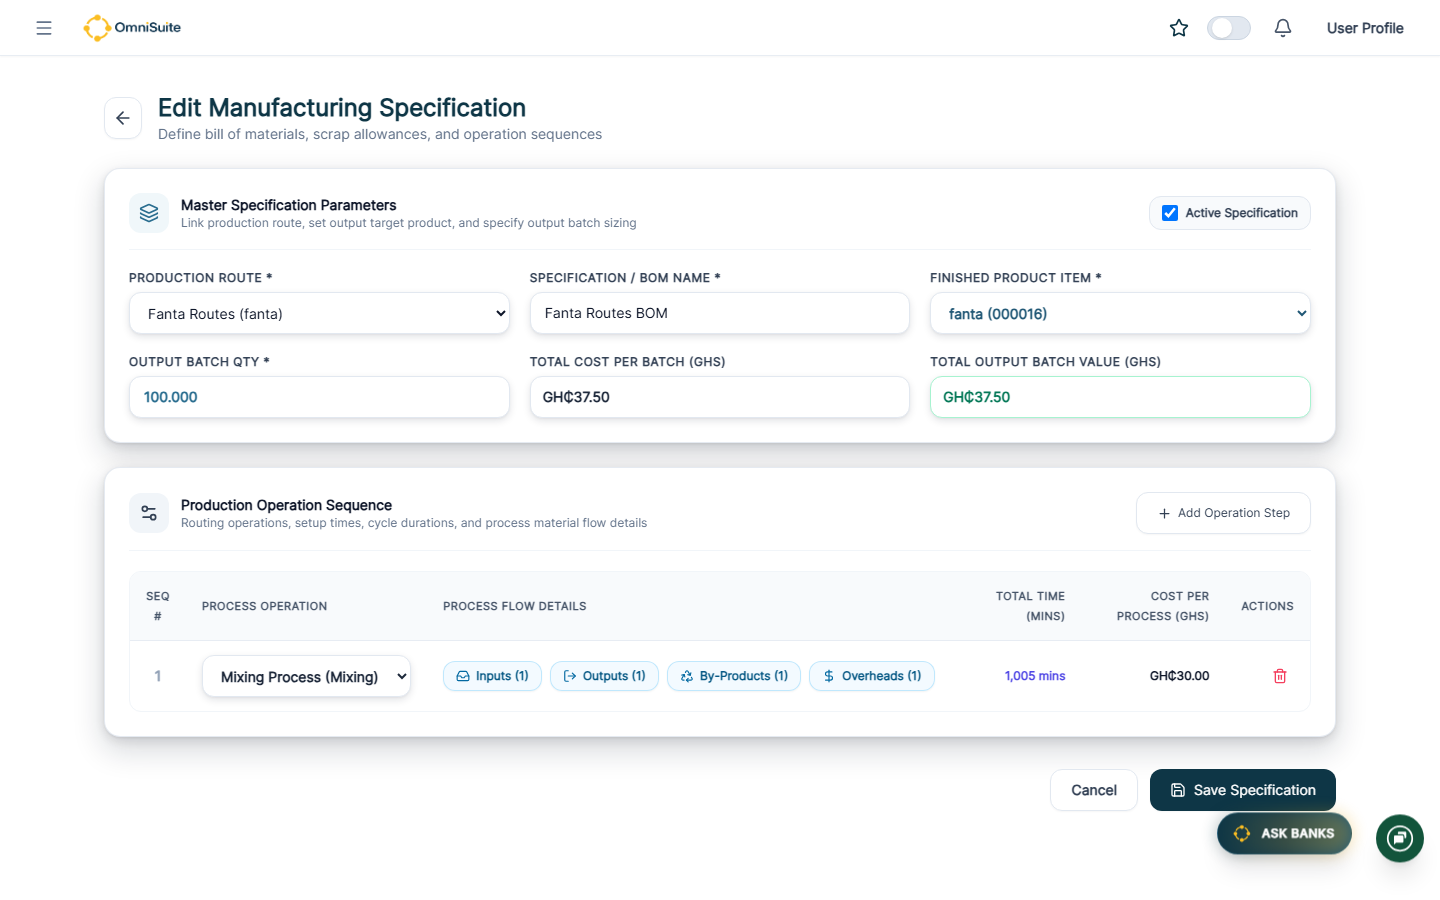 OmniSuite
User Profile
Edit Manufacturing Specification
Define bill of materials, scrap allowances, and operation sequences
Master Specification Parameters
Link production route, set output target product, and specify output batch sizing
Active Specification
PRODUCTION ROUTE *
SPECIFICATION / BOM NAME *
FINISHED PRODUCT ITEM *
Fanta Routes (fanta)
Fanta Routes BOM
fanta (000016)
OUTPUT BATCH QTY *
TOTAL COST PER BATCH (GHS)
TOTAL OUTPUT BATCH VALUE (GHS)
100.000
GH₵37.50
GH₵37.50
Production Operation Sequence
Routing operations, setup times, cycle durations, and process material flow details
Add Operation Step
SEQ #
PROCESS OPERATION
PROCESS FLOW DETAILS
TOTAL TIME (MINS)
COST PER PROCESS (GHS)
ACTIONS
1
Mixing Process (Mixing)
Inputs (1)
Outputs (1)
By-Products (1)
Overheads (1)
1,005 mins
GH₵30.00
Cancel
Save Specification
ASK BANKS